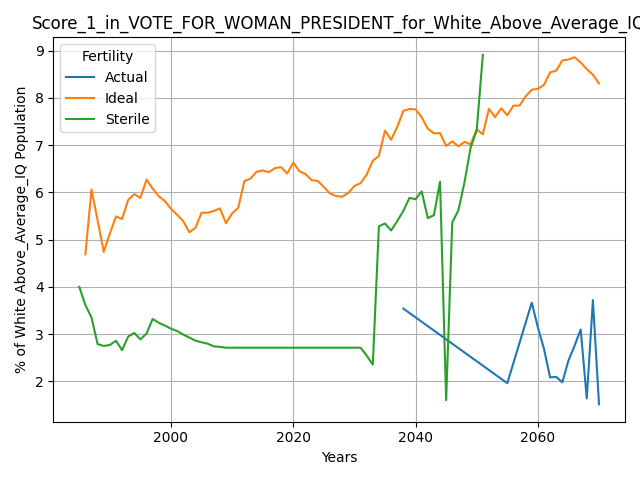 Score_1_in_VOTE_FOR_WOMAN_PRESIDENT_for_White_Above_Average_IQ
Fertility
Actual
Ideal
Sterile
% of White Above_Average_IQ Population
9
8
7
6
5
4
3
2
2000 2020 2040 2060
Years